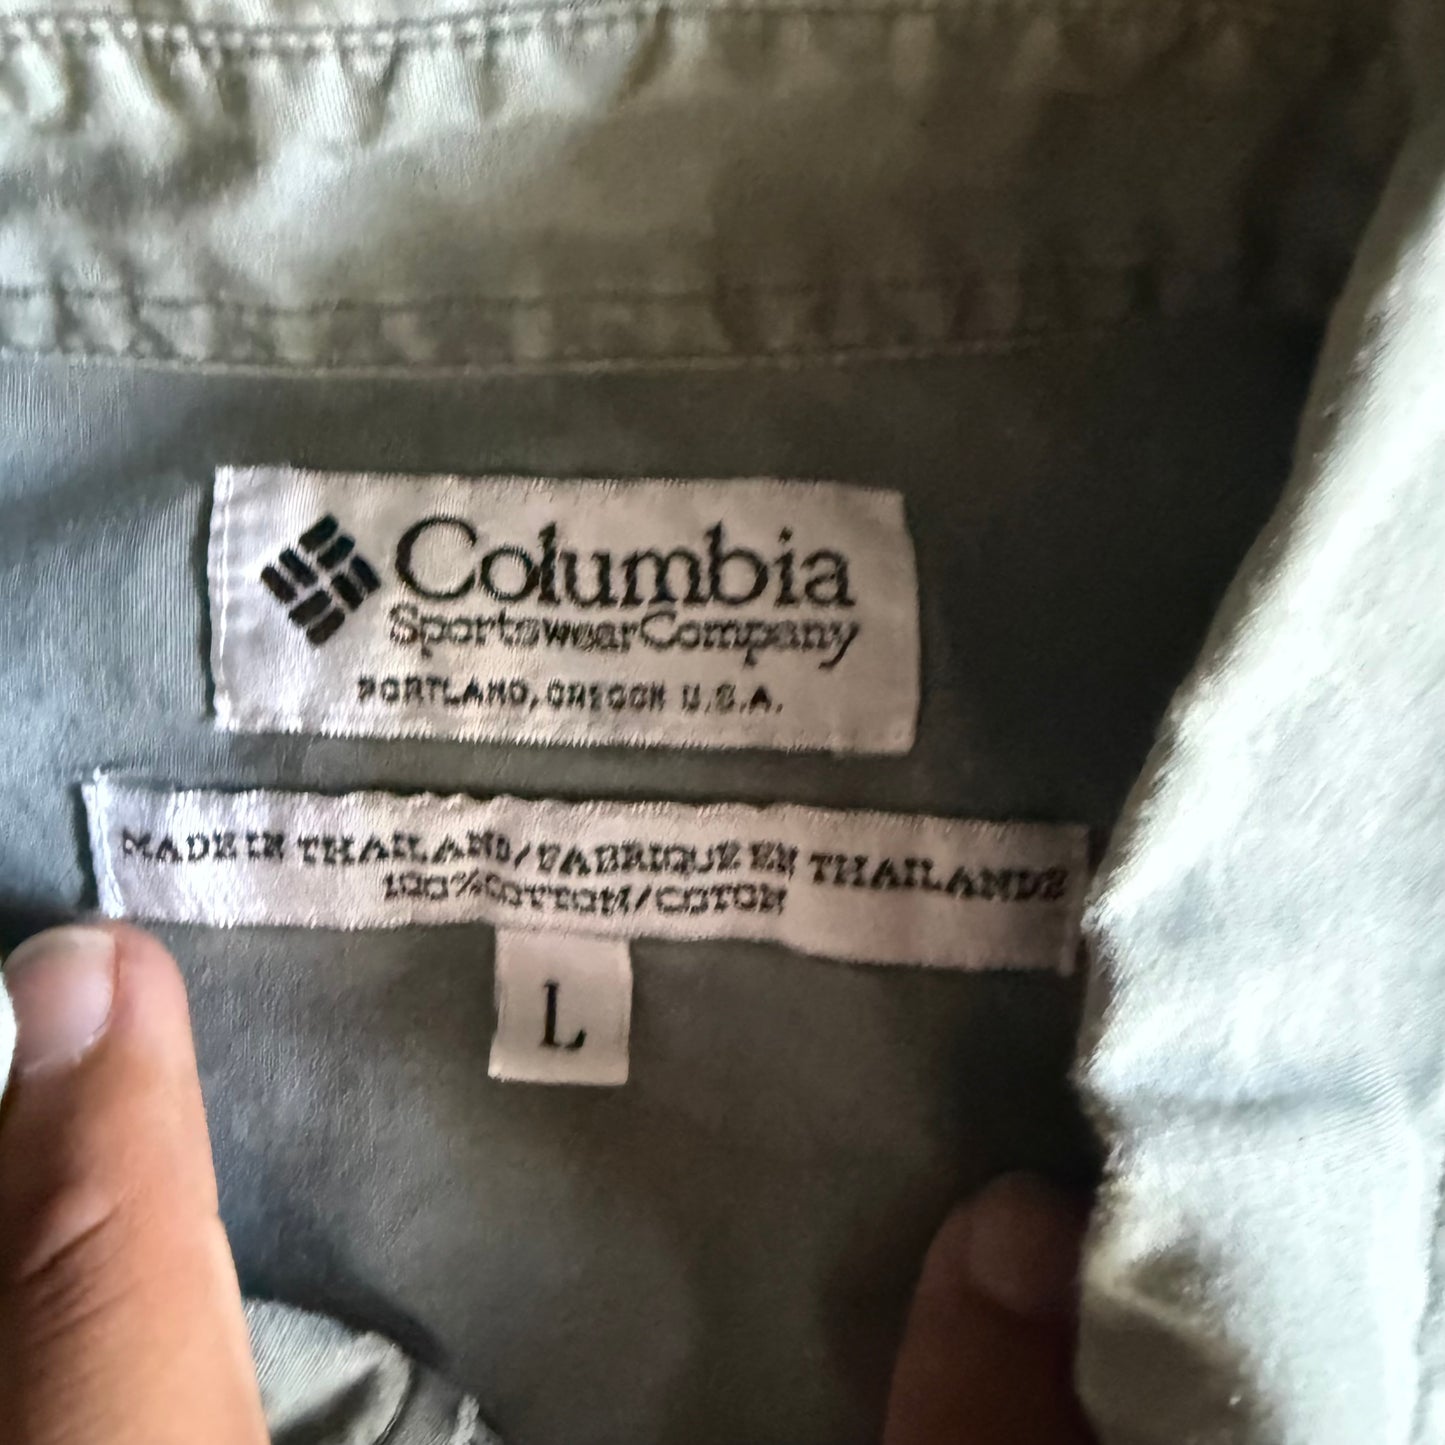 Columbia
Sportswear Company
PORTLAND, OREGON U.S.A.
MADE IN THAILAND/FABRIQUE EN THAILANDE
100% COTTON/COTON
L